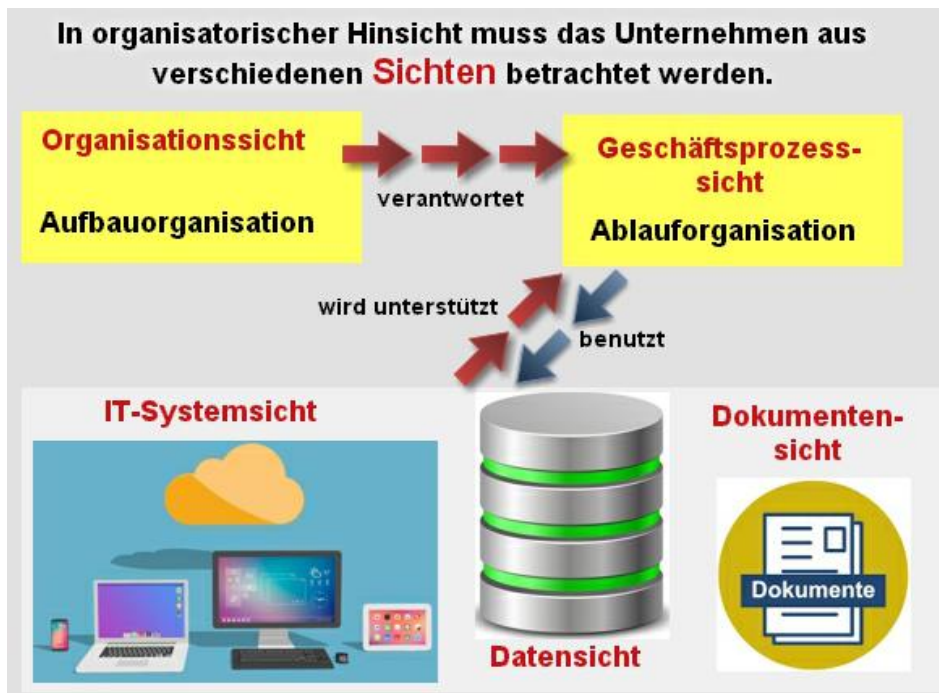 In organisatorischer Hinsicht muss das Unternehmen aus
verschiedenen Sichten betrachtet werden.
Organisationssicht
Aufbauorganisation
verantwortet
Geschäftsprozess-
sicht
Ablauforganisation
wird unterstützt
benutzt
IT-Systemsicht
Datensicht
Dokumenten-
sicht
Dokumente